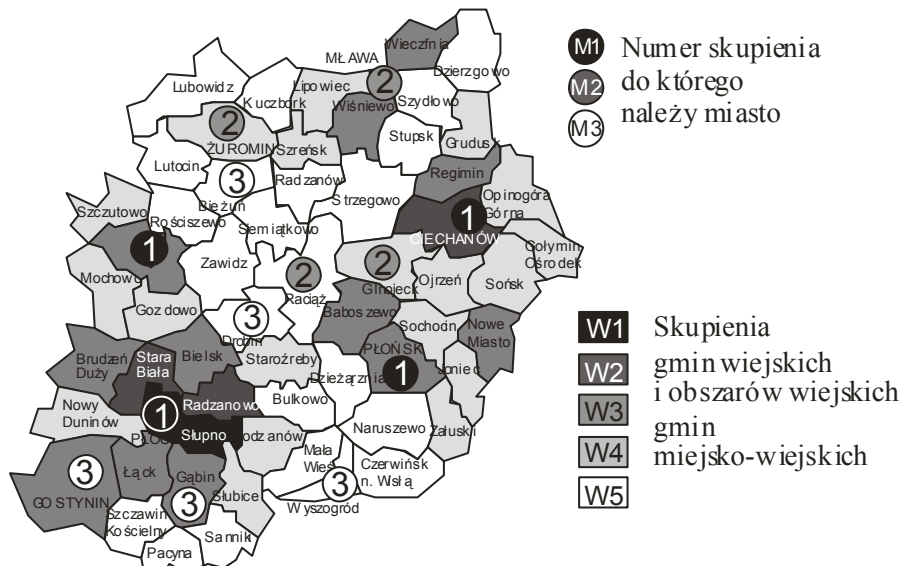 Wieczfnia
MŁAWA
Dzierzgowo
Lubowidz
Lipowiec
2
Kuczbork
Wiśniewo
Szydłowo
2
Stupsk
ŻUROMIN
Szreńsk
Grudusk
Lutocin
3
Radzanów
Regimin
Strzegowo
Opinogóra
Górna
Szczutowo
Bieżuń
Rościszewo
Siemiątkowo
1
CIECHANÓW
1
Gołymin
Ośrodek
Zawidz
2
2
Mochowo
Raciąż
Glinojeck
Ojrzeń
Sońsk
Gozdowo
3
Baboszewo
Sochocin
Nowe
Miasto
Drobin
PŁOŃSK
Brudzeń
Duży
Stara
Biała
Bielsk
Staroźreby
Dzieżąrznia
1
Joniec
Nowy
Duninów
Radzanowo
Bulkowo
1
PŁOC
Słupno
odzanów
Naruszewo
Załuski
Mała
Wieś
Czerwińsk
n. Wisłą
3
Łąck
Gąbin
3
GOSTYNIN
3
Słubice
Wyszogród
Szczawin
Kościelny
Sanniki
Pacyna
M1 Numer skupienia
M2 do którego
M3 należy miasto
W1 Skupienia
W2 gmin wiejskich
W3 i obszarów wiejskich
W4 gmin
miejsko-wiejskich
W5